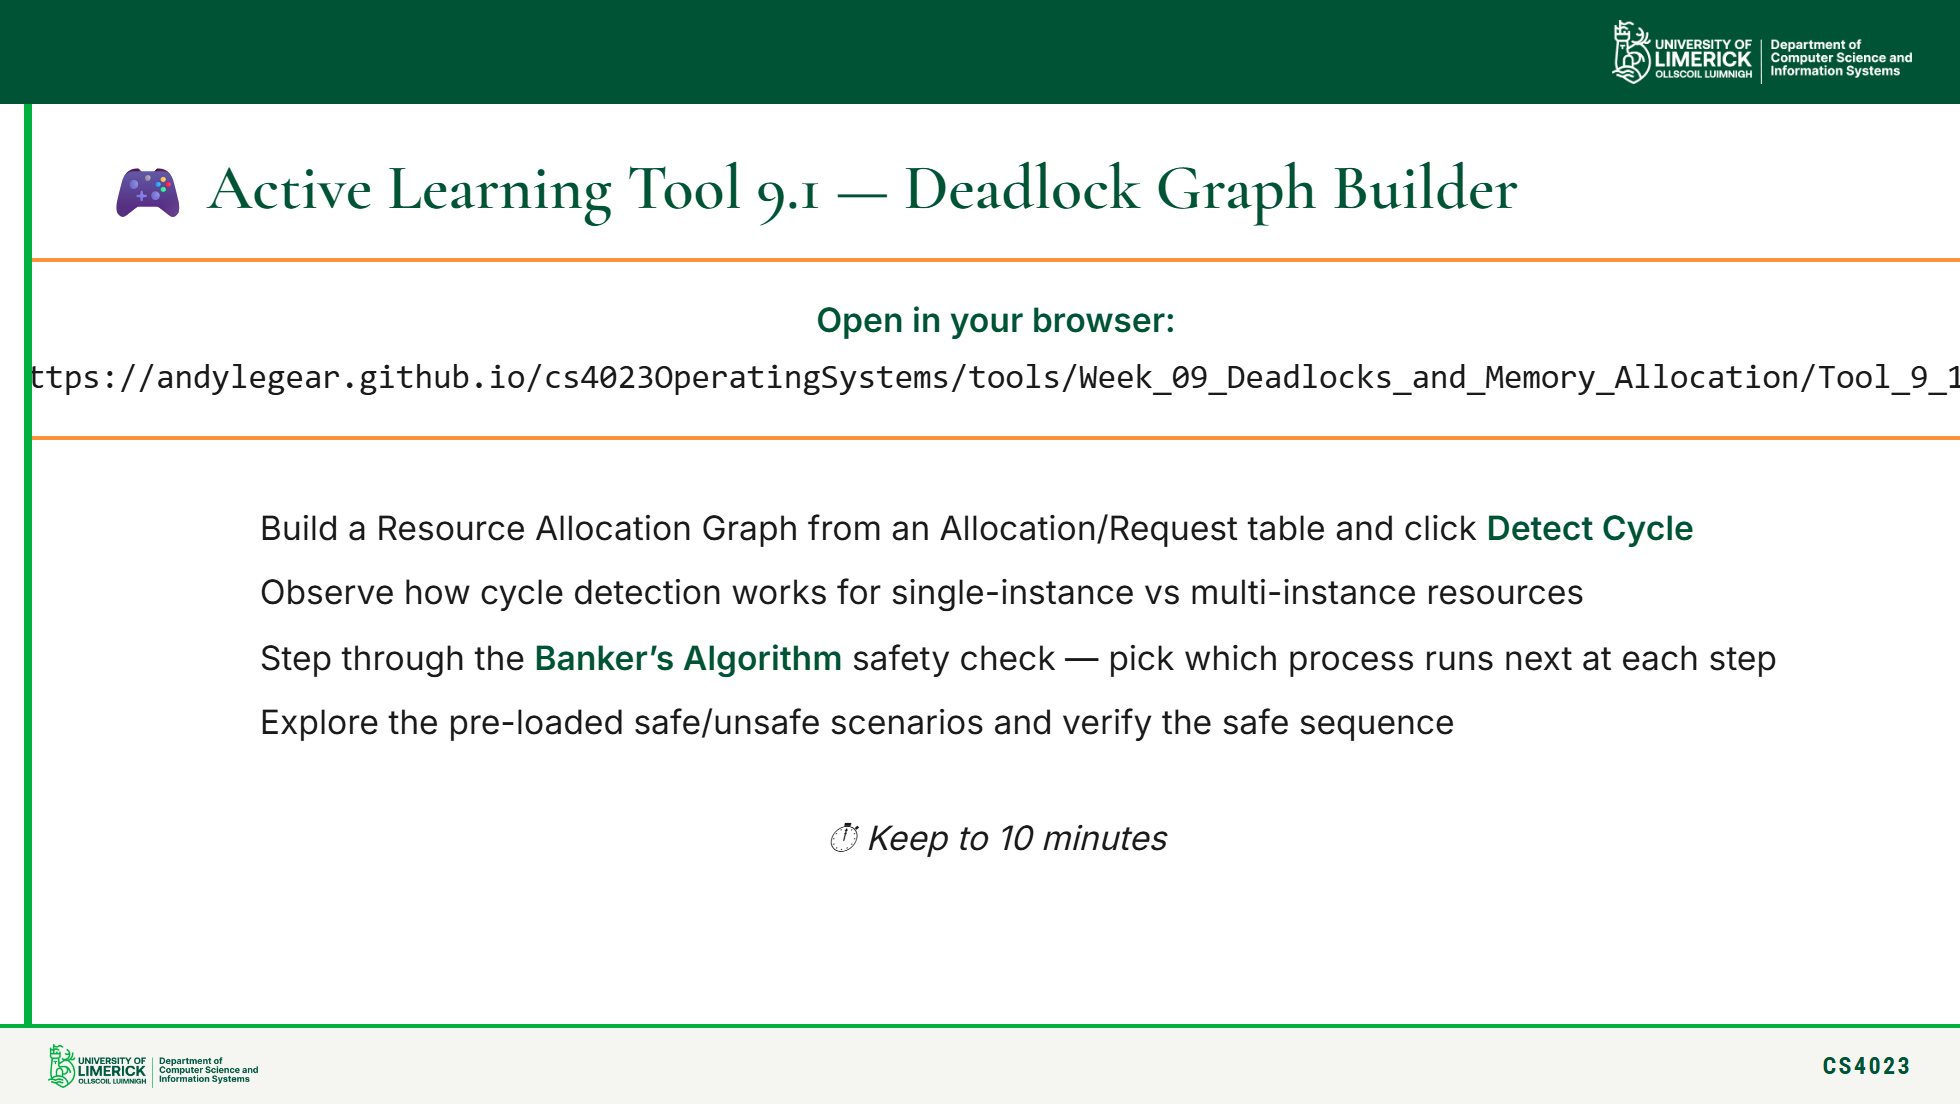 UNIVERSITY OF
LIMERICK
OLLSCOIL LUIMNIGH
Department of
Computer Science and
Information Systems
Active Learning Tool 9.1 — Deadlock Graph Builder
Open in your browser:
ttps://andylegear.github.io/cs4023OperatingSystems/tools/Week_09_Deadlocks_and_Memory_Allocation/Tool_9_1
Build a Resource Allocation Graph from an Allocation/Request table and click Detect Cycle
Observe how cycle detection works for single-instance vs multi-instance resources
Step through the Banker’s Algorithm safety check — pick which process runs next at each step
Explore the pre-loaded safe/unsafe scenarios and verify the safe sequence
⏱ Keep to 10 minutes
UNIVERSITY OF
LIMERICK
OLLSCOIL LUIMNIGH
Department of
Computer Science and
Information Systems
CS4023